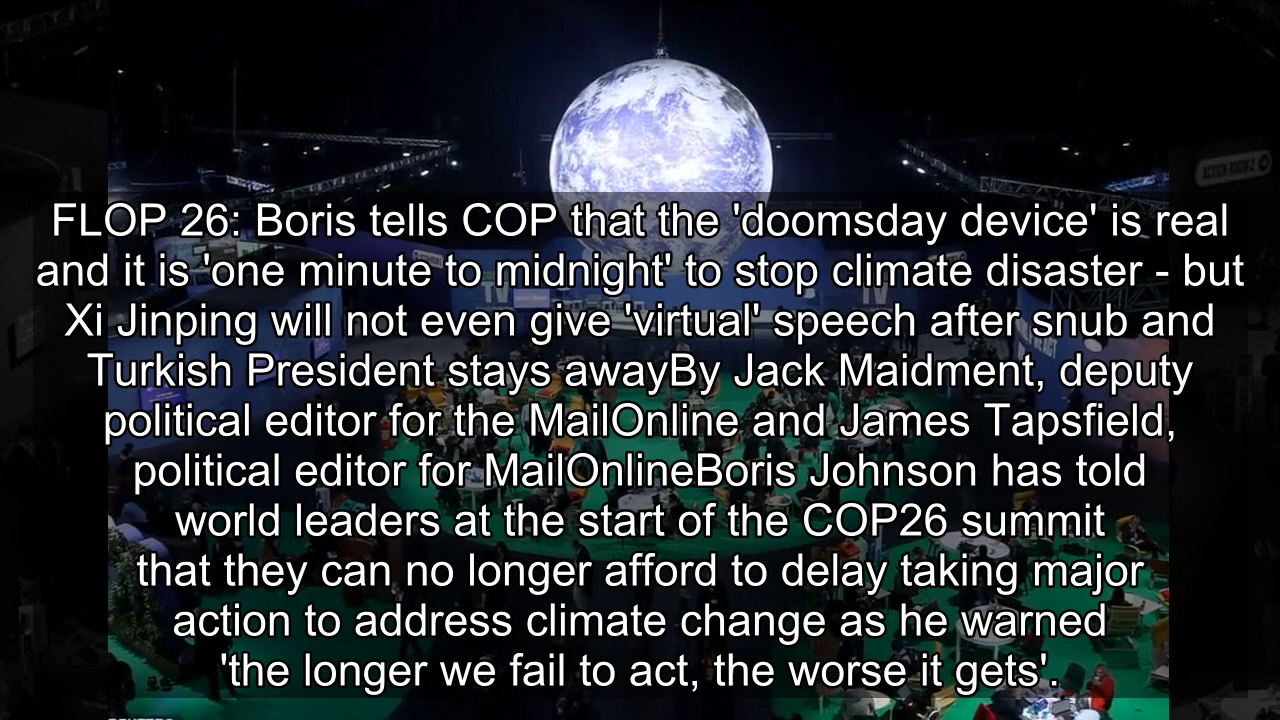 ACTION ROOM 2
FLOP 26: Boris tells COP that the 'doomsday device' is real
and it is 'one minute to midnight' to stop climate disaster - but
Xi Jinping will not even give 'virtual' speech after snub and
Turkish President stays awayBy Jack Maidment, deputy
political editor for the MailOnline and James Tapsfield,
political editor for MailOnlineBoris Johnson has told
world leaders at the start of the COP26 summit
that they can no longer afford to delay taking major
action to address climate change as he warned
'the longer we fail to act, the worse it gets'.